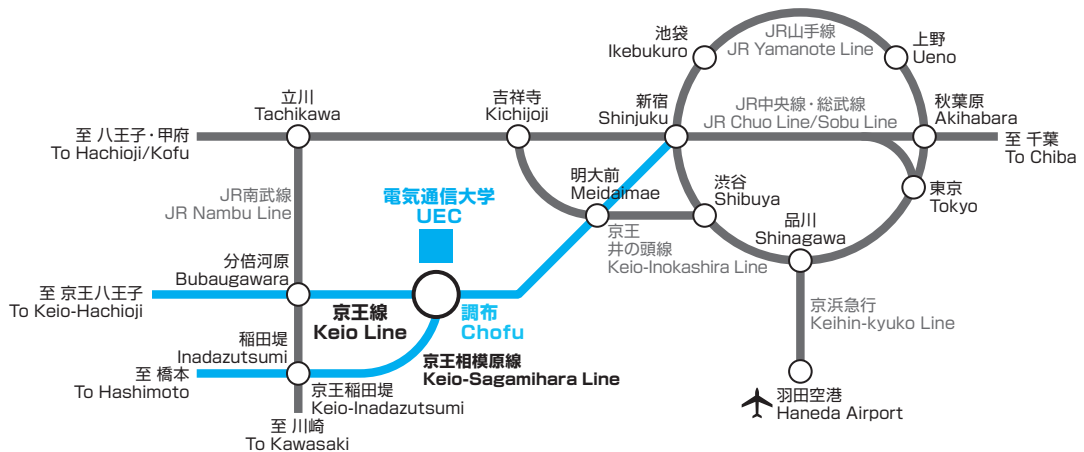 池袋
Ikebukuro
JR山手線
JR Yamanote Line
上野
Ueno
立川
Tachikawa
吉祥寺
Kichijoji
新宿
Shinjuku
JR中央線・総武線
JR Chuo Line/Sobu Line
秋葉原
Akihabara
至 八王子・甲府
To Hachioji/Kofu
至 千葉
To Chiba
明大前
Meidaimae
渋谷
Shibuya
東京
Tokyo
JR南武線
JR Nambu Line
電気通信大学
UEC
品川
Shinagawa
京王
井の頭線
Keio-Inokashira Line
分倍河原
Bubaugawara
至 京王八王子
To Keio-Hachioji
京王線
Keio Line
調布
Chofu
京浜急行
Keihin-kyuko Line
稲田堤
Inadazutsumi
京王相模原線
Keio-Sagamihara Line
至 橋本
To Hashimoto
京王稲田堤
Keio-Inadazutsumi
羽田空港
Haneda Airport
至 川崎
To Kawasaki